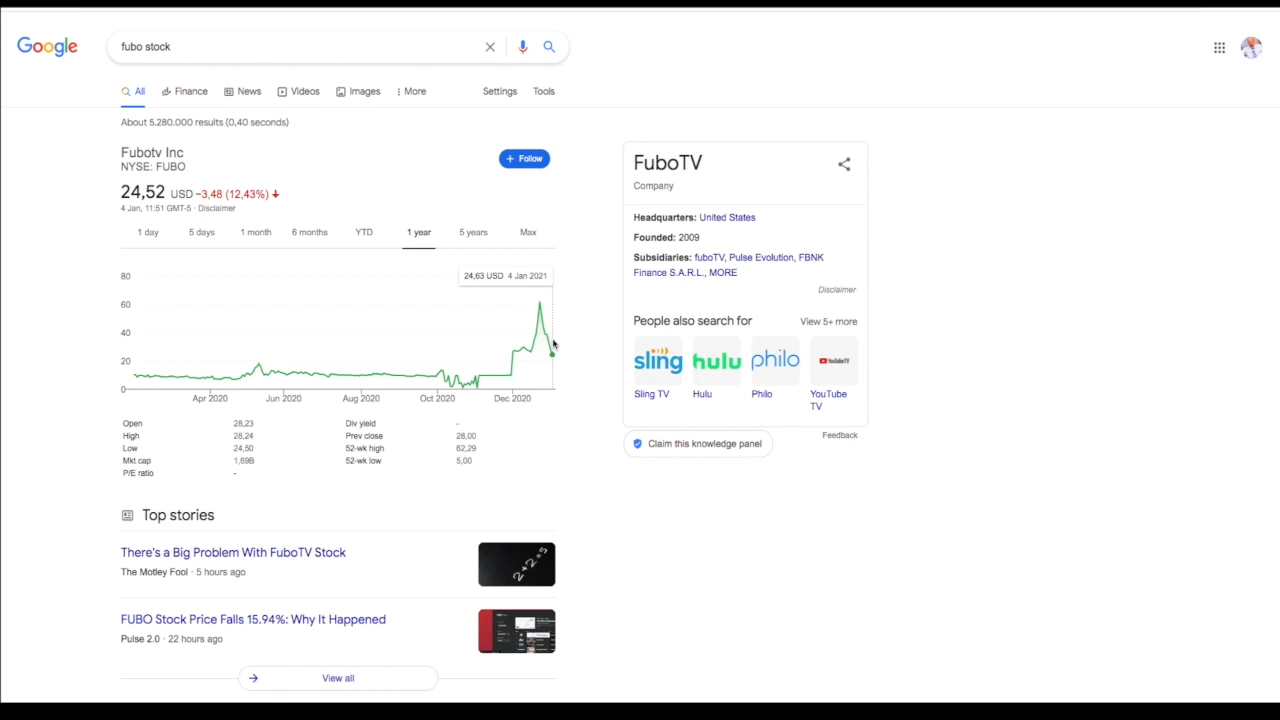 Google
fubo stock
All Finance News Videos Images More Settings Tools
About 5.280.000 results (0,40 seconds)
Fubotv Inc
NYSE: FUBO
Follow
24,52 USD −3,48 (12,43%)
4 Jan, 11:51 GMT-5 · Disclaimer
1 day 5 days 1 month 6 months YTD 1 year 5 years Max
24,63 USD 4 Jan 2021
80
60
40
20
0
Apr 2020 Jun 2020 Aug 2020 Oct 2020 Dec 2020
Open 28,23 Div yield -
High 28,24 Prev close 28,00
Low 24,50 52-wk high 62,29
Mkt cap 1,69B 52-wk low 5,00
P/E ratio -
Top stories
There's a Big Problem With FuboTV Stock
The Motley Fool · 5 hours ago
2+2=5
FUBO Stock Price Falls 15.94%: Why It Happened
Pulse 2.0 · 22 hours ago
View all
FuboTV
Company
Headquarters: United States
Founded: 2009
Subsidiaries: fuboTV, Pulse Evolution, FBNK
Finance S.A.R.L., MORE
Disclaimer
People also search for View 5+ more
sling hulu philo YouTubeTV
Sling TV Hulu Philo YouTube
TV
Feedback
Claim this knowledge panel